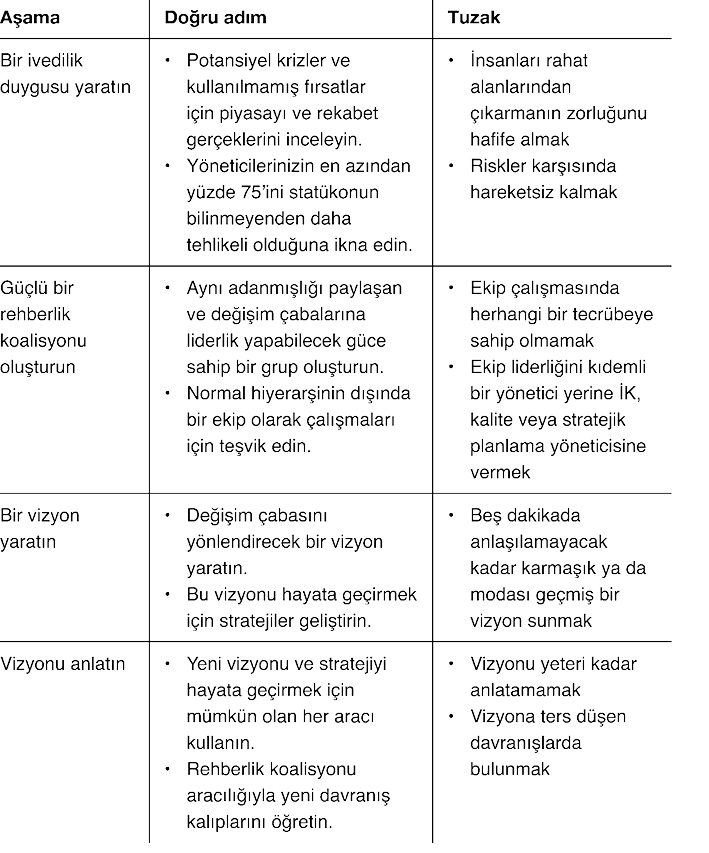 Aşama
Doğru adım
Tuzak
Bir ivedilik
duygusu yaratın
• Potansiyel krizler ve
kullanılmamış fırsatlar
için piyasayı ve rekabet
gerçeklerini inceleyin.
• Yöneticilerinizin en azından
yüzde 75’ini statükonun
bilinmeyenden daha
tehlikeli olduğuna ikna edin.
• İnsanları rahat
alanlarından
çıkarmanın zorluğunu
hafife almak
• Riskler karşısında
hareketsiz kalmak
Güçlü bir
rehberlik
koalisyonu
oluşturun
• Aynı adanmışlığı paylaşan
ve değişim çabalarına
liderlik yapabilecek güce
sahip bir grup oluşturun.
• Normal hiyerarşinin dışında
bir ekip olarak çalışmaları
için teşvik edin.
• Ekip çalışmasında
herhangi bir tecrübeye
sahip olmamak
• Ekip liderliğini kıdemli
bir yönetici yerine İK,
kalite veya stratejik
planlama yöneticisine
vermek
Bir vizyon
yaratın
• Değişim çabasını
yönlendirecek bir vizyon
yaratın.
• Bu vizyonu hayata geçirmek
için stratejiler geliştirin.
• Beş dakikada
anlaşılamayacak
kadar karmaşık ya da
modası geçmiş bir
vizyon sunmak
Vizyonu anlatın
• Yeni vizyonu ve stratejiyi
hayata geçirmek için
mümkün olan her aracı
kullanın.
• Rehberlik koalisyonu
aracılığıyla yeni davranış
kalıplarını öğretin.
• Vizyonu yeteri kadar
anlatamamak
• Vizyona ters düşen
davranışlarda
bulunmak